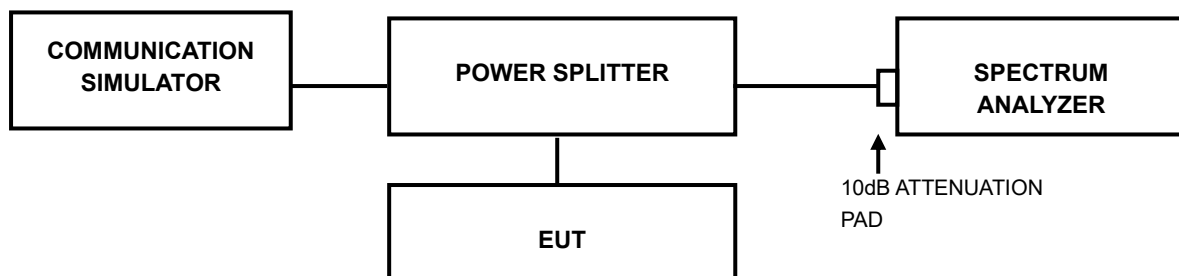 COMMUNICATION
SIMULATOR
POWER SPLITTER
SPECTRUM
ANALYZER
10dB ATTENUATION
PAD
EUT